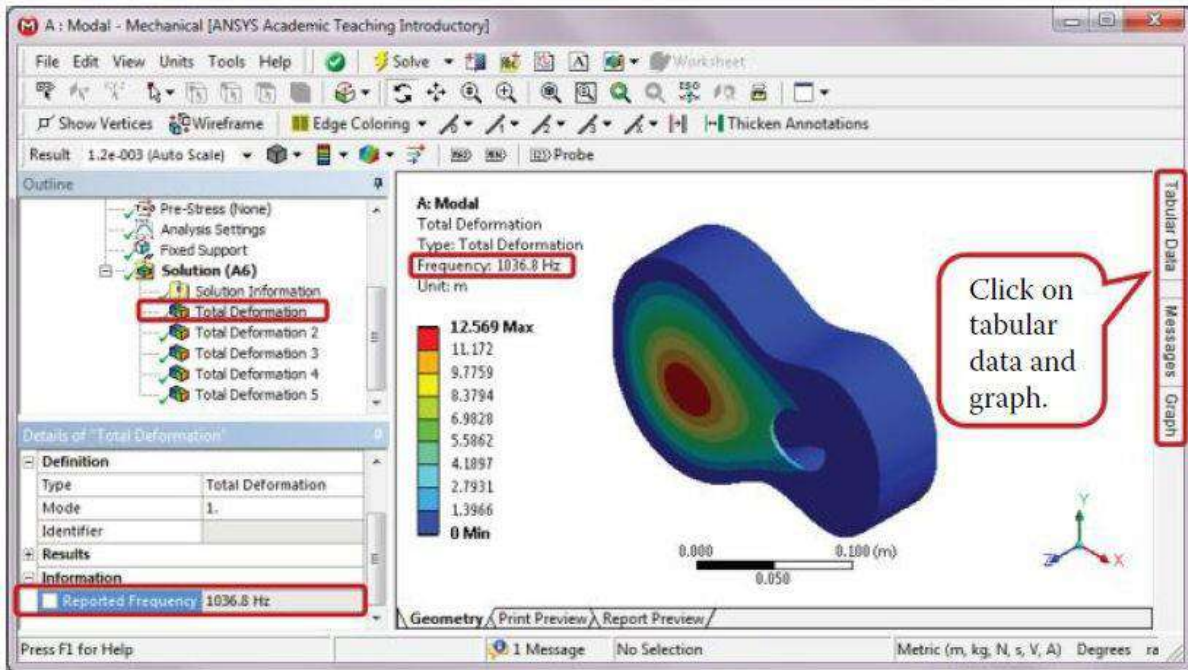 A : Modal - Mechanical [ANSYS Academic Teaching Introductory]
File Edit View Units Tools Help Solve Worksheet
Show Vertices Wireframe Edge Coloring Thicken Annotations
Result 1.2e-003 (Auto Scale) Probe
Outline
Pre-Stress (None)
Analysis Settings
Fixed Support
Solution (A6)
Solution Information
Total Deformation
Total Deformation 2
Total Deformation 3
Total Deformation 4
Total Deformation 5
Details of "Total Deformation"
Definition
Type Total Deformation
Mode 1.
Identifier
Results
Information
Reported Frequency 1036.8 Hz
A: Modal
Total Deformation
Type: Total Deformation
Frequency: 1036.8 Hz
Unit: m
12.569 Max
11.172
9.7759
8.3794
6.9828
5.5862
4.1897
2.7931
1.3966
0 Min
0.000 0.100 (m)
0.050
Y
Z X
Click on
tabular
data and
graph.
Tabular Data
Messages
Graph
Geometry Print Preview Report Preview
Press F1 for Help 1 Message No Selection Metric (m, kg, N, s, V, A) Degrees ra